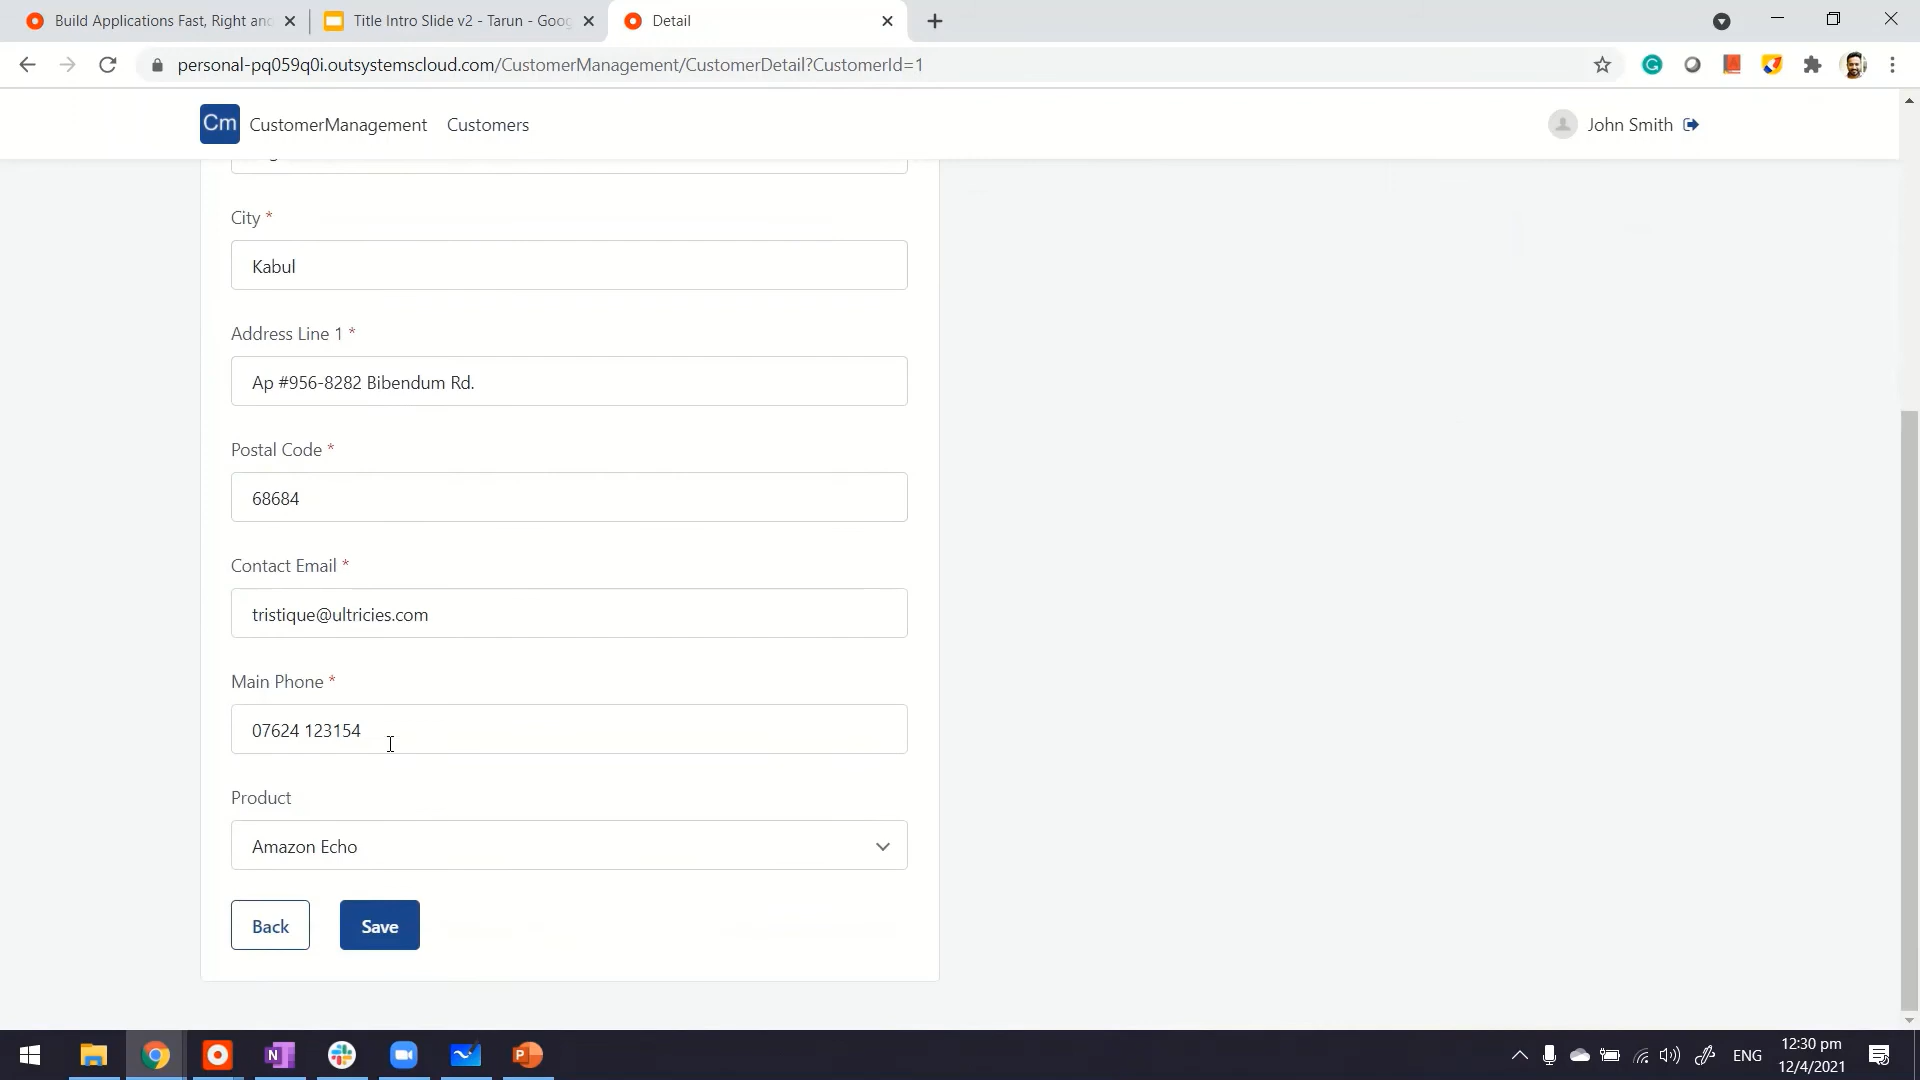 Build Applications Fast, Right and
Title Intro Slide v2 - Tarun - Goog
Detail
personal-pq059q0i.outsystemscloud.com/CustomerManagement/CustomerDetail?CustomerId=1
Cm CustomerManagement Customers
John Smith
City *
Kabul
Address Line 1 *
Ap #956-8282 Bibendum Rd.
Postal Code *
68684
Contact Email *
tristique@ultricies.com
Main Phone *
07624 123154
Product
Amazon Echo
Back
Save
ENG
12:30 pm
12/4/2021